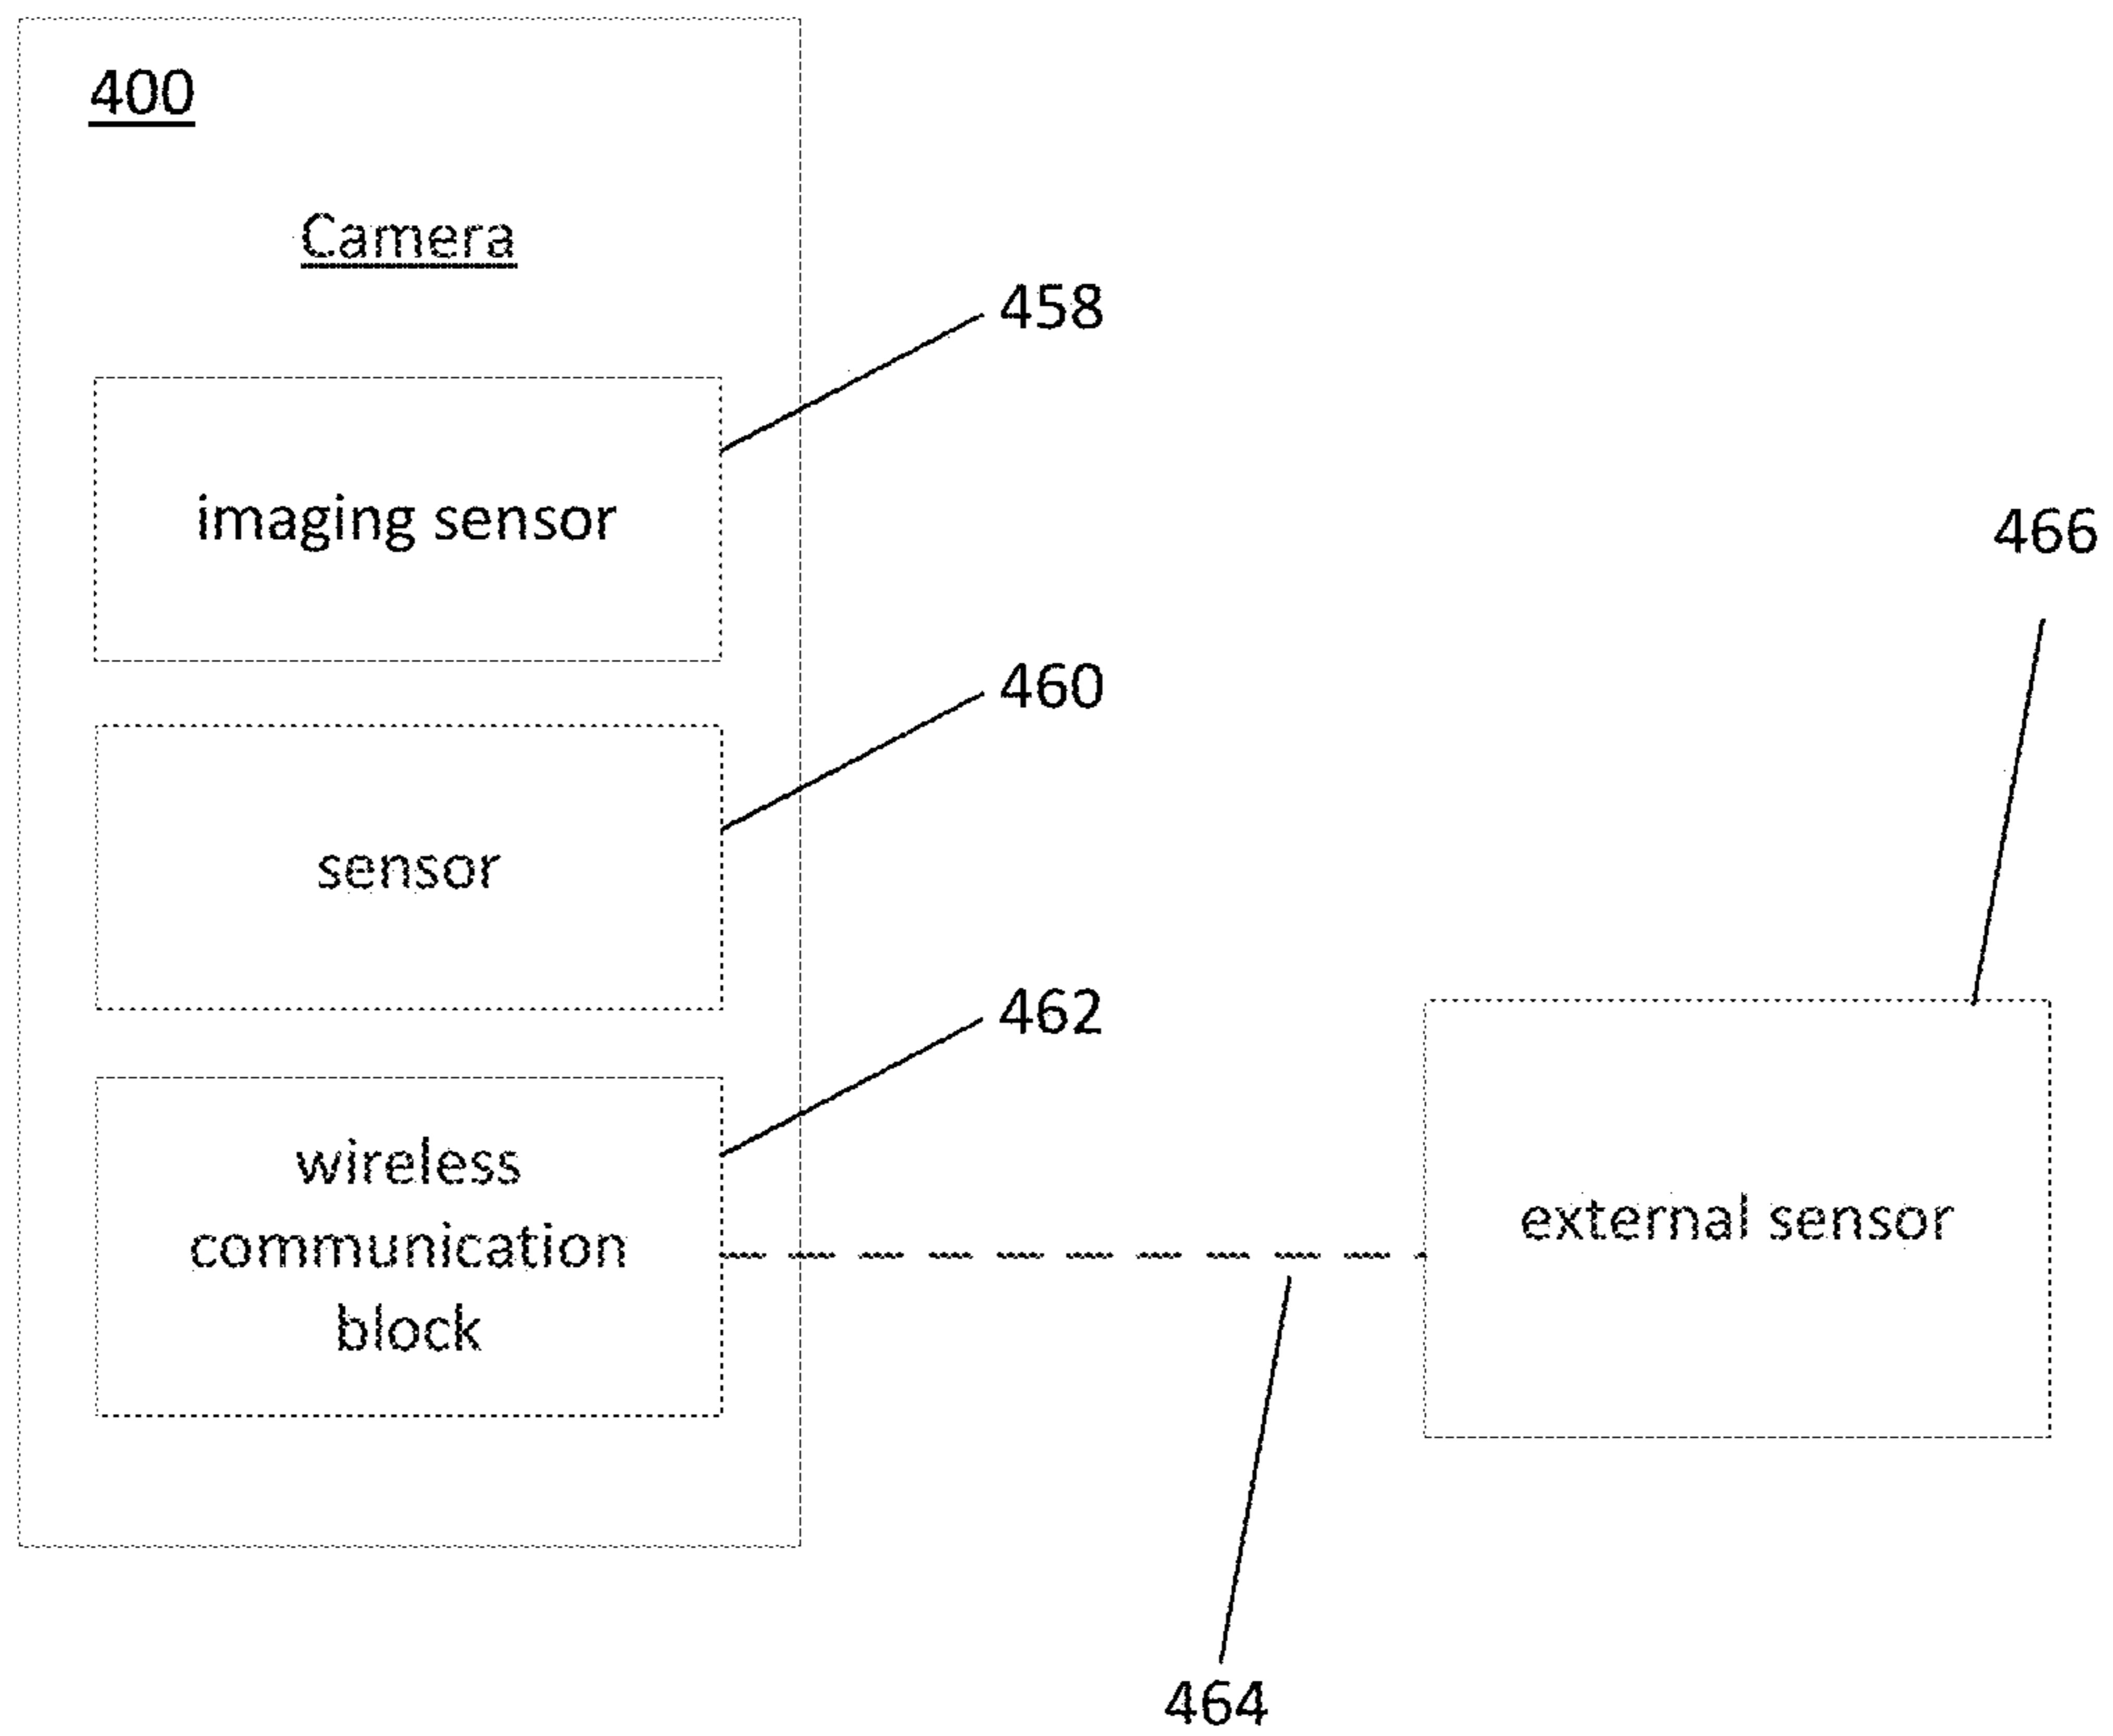 400
Camera
458
imaging sensor
466
460
sensor
462
wireless
communication
block
external sensor
464